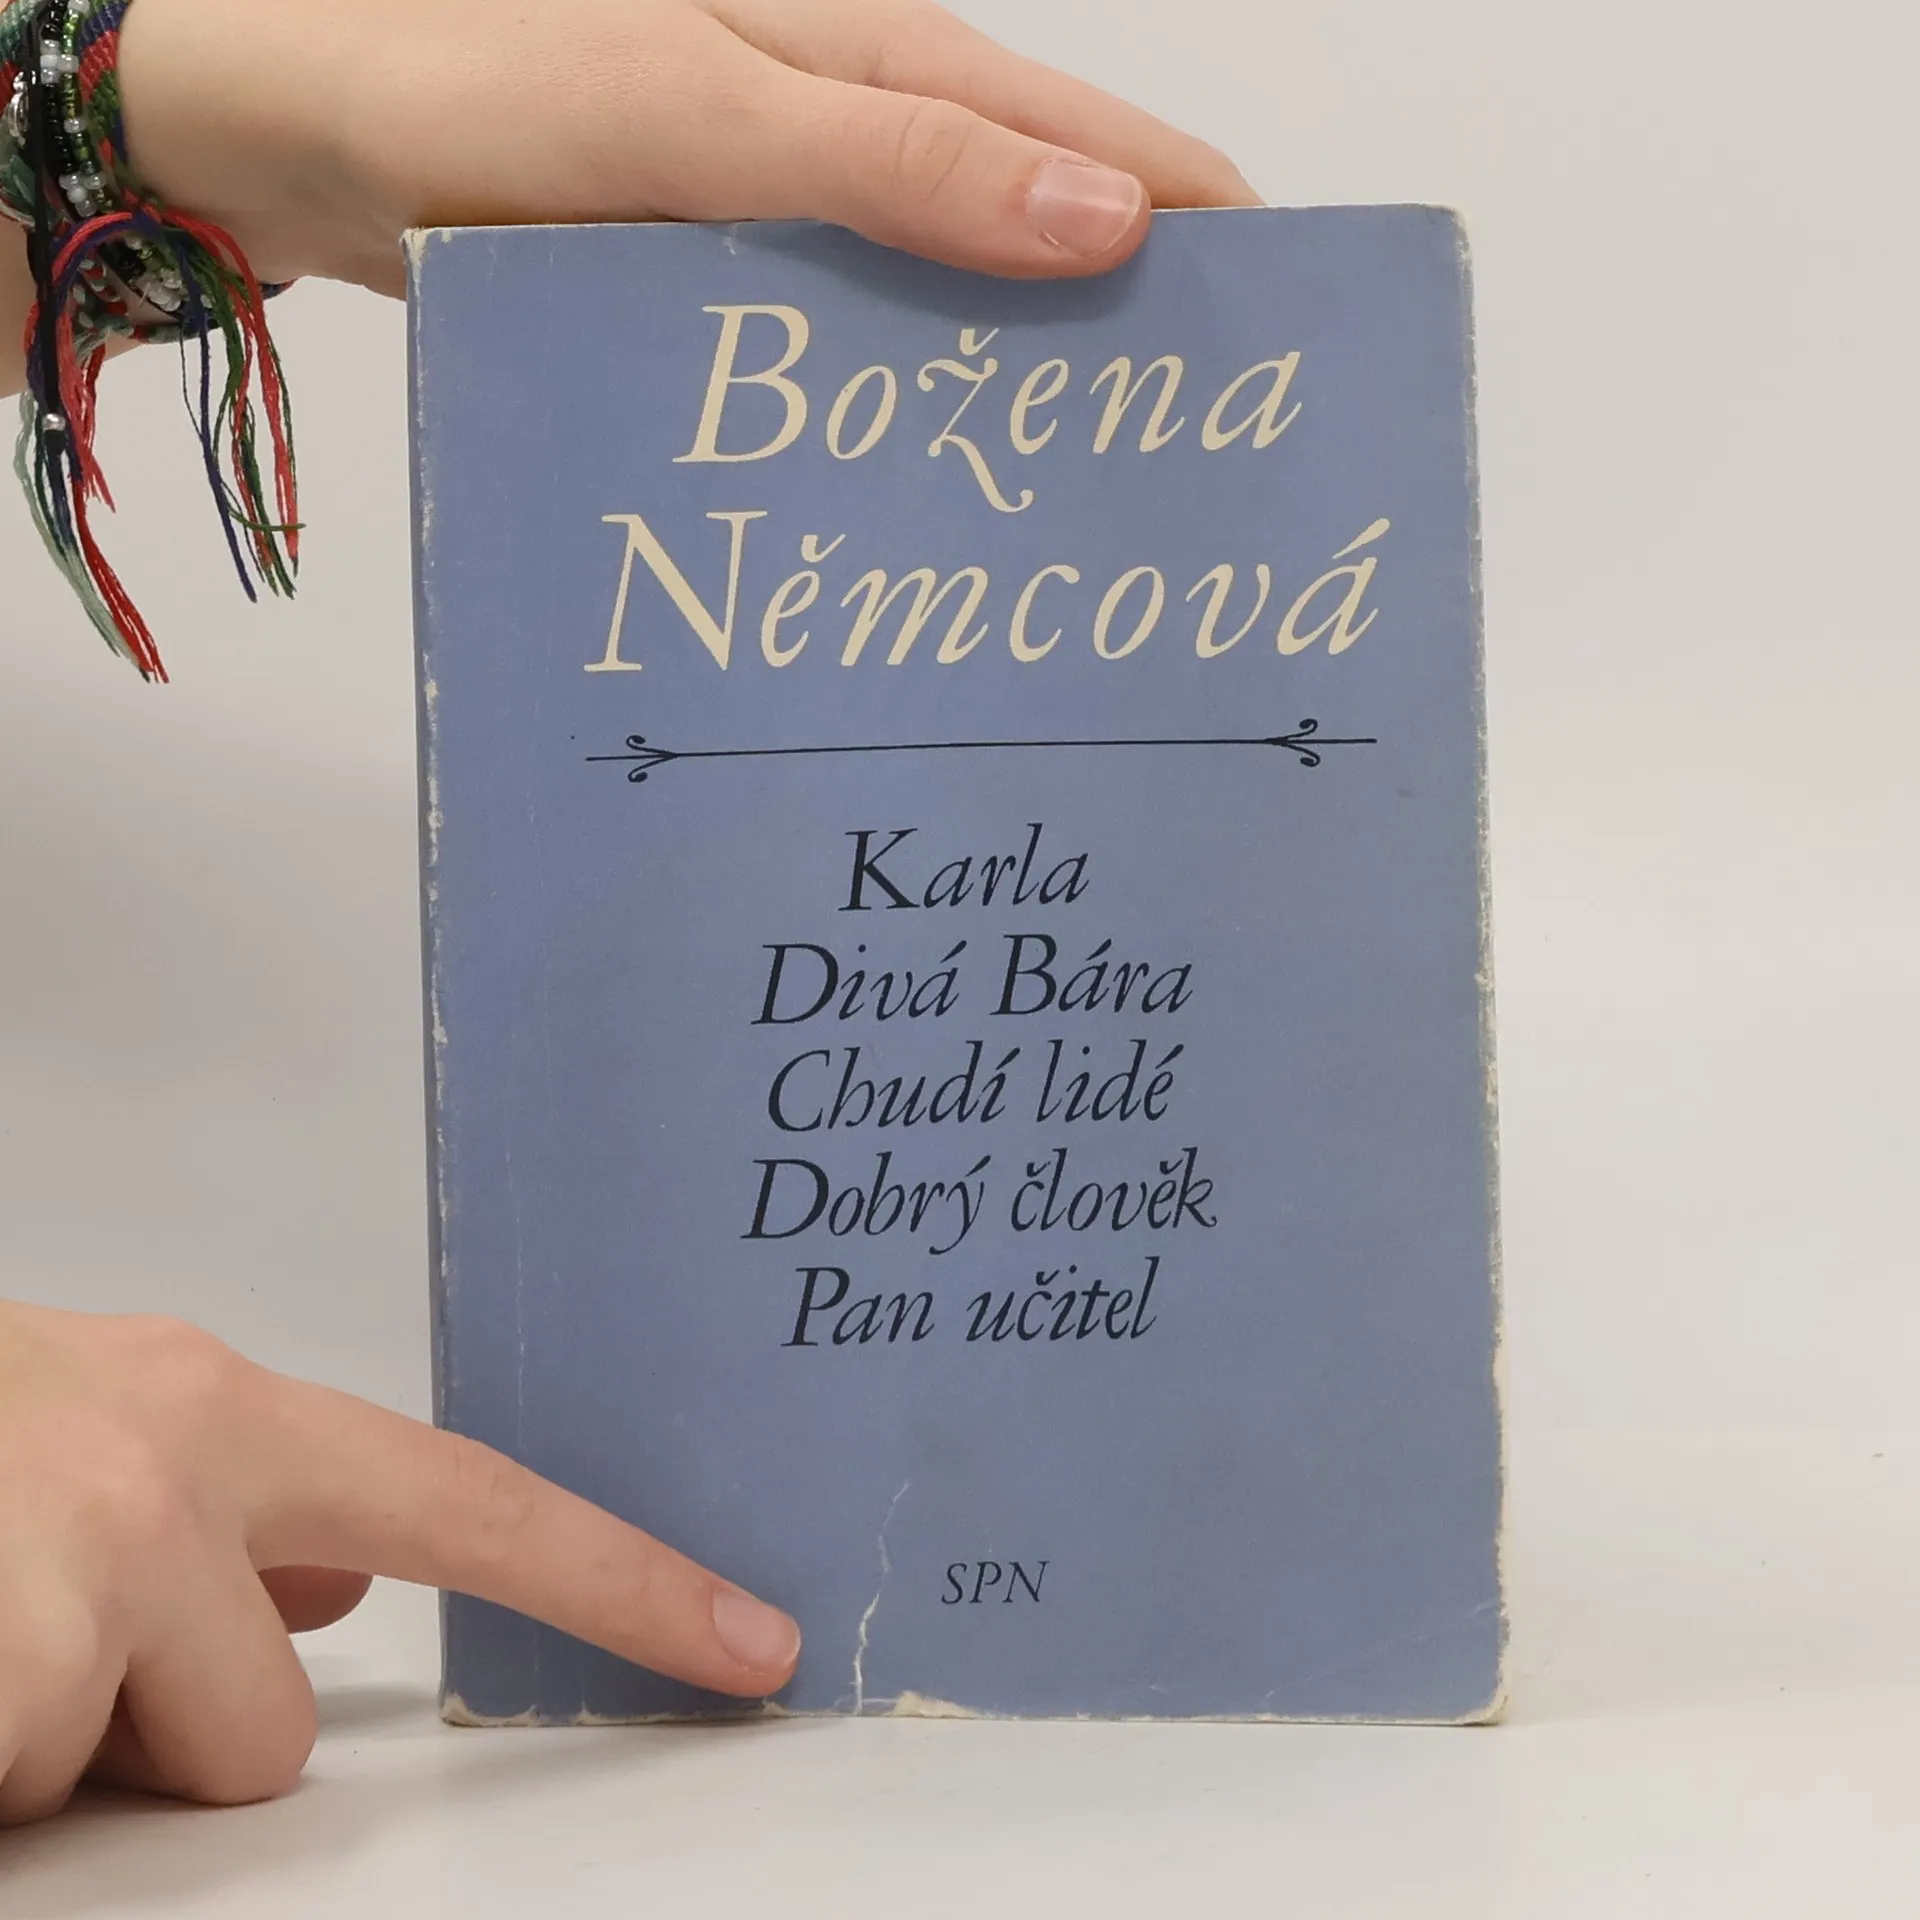 Božena
Němcová
Karla
Divá Bára
Chudí lidé
Dobrý člověk
Pan učitel
SPN